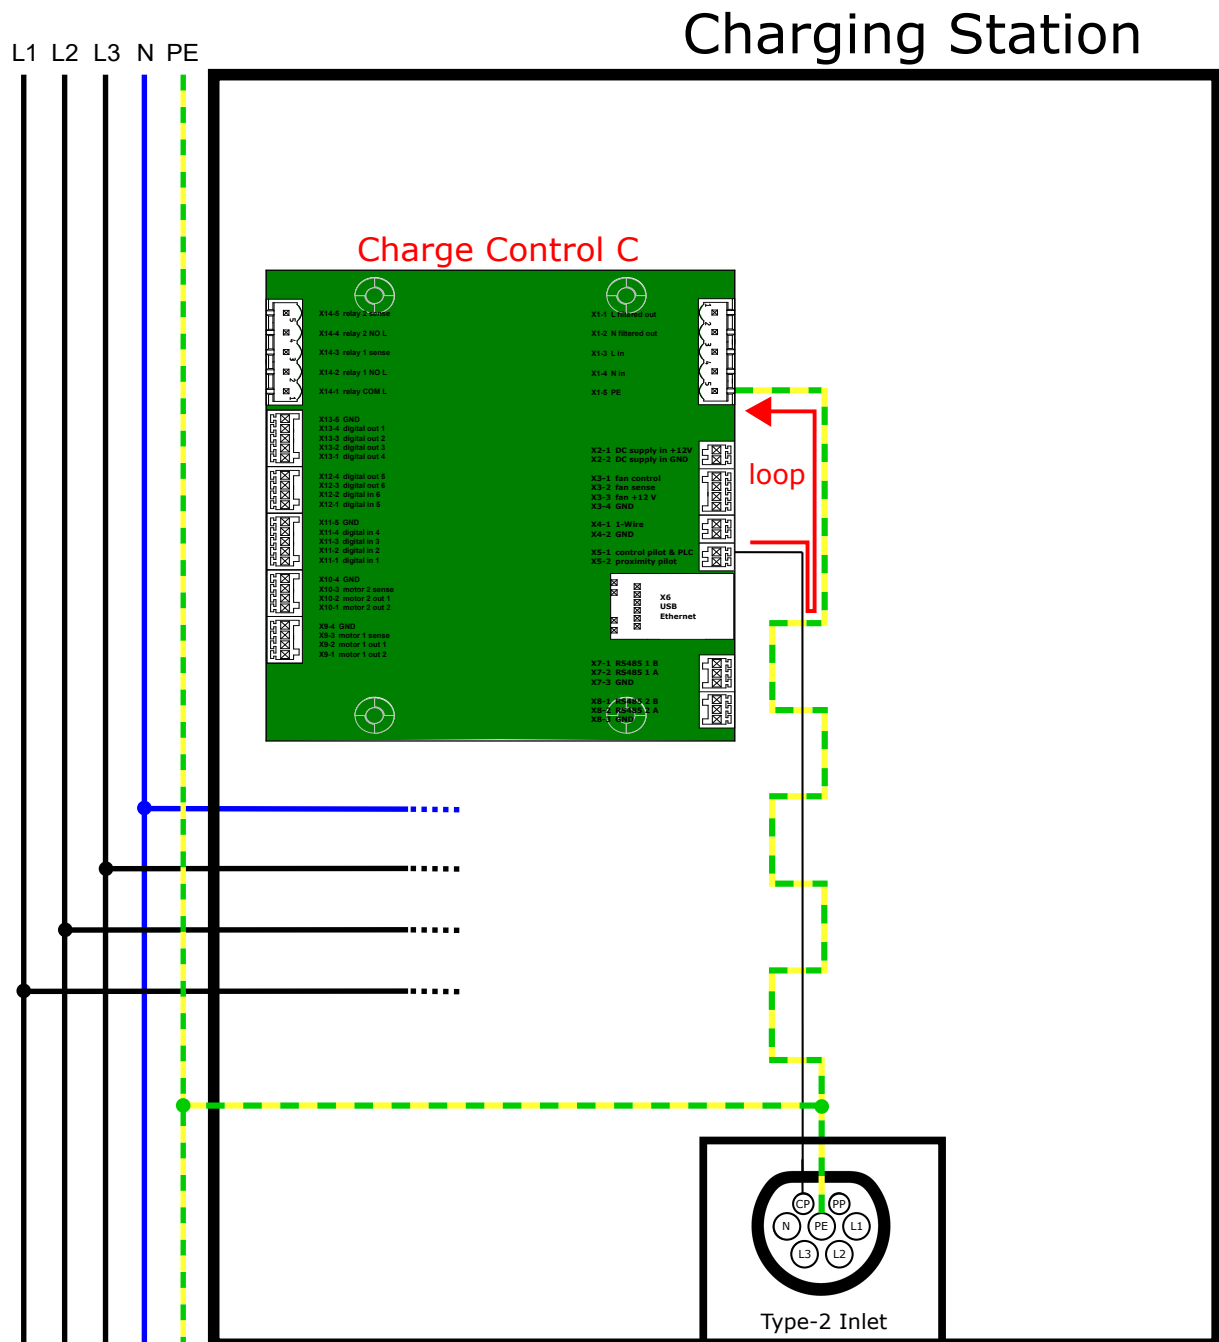 Charging Station
L1 L2 L3 N PE
Charge Control C
X14-5 relay 2 sense
X14-4 relay 2 NO L
X14-3 relay 1 sense
X14-2 relay 1 NO L
X14-1 relay COM L
X13-5 GND
X13-4 digital out 1
X13-3 digital out 2
X13-2 digital out 3
X13-1 digital out 4
X12-4 digital out 5
X12-3 digital out 6
X12-2 digital in 6
X12-1 digital in 5
X11-5 GND
X11-4 digital in 4
X11-3 digital in 3
X11-2 digital in 2
X11-1 digital in 1
X10-4 GND
X10-3 motor 2 sense
X10-2 motor 2 out 1
X10-1 motor 2 out 2
X9-4 GND
X9-3 motor 1 sense
X9-2 motor 1 out 1
X9-1 motor 1 out 2
5
4
3
2
1
X1-1 L filtered out
X1-2 N filtered out
X1-3 L in
X1-4 N in
X1-5 PE
1
2
3
4
5
X2-1 DC supply in +12V
X2-2 DC supply in GND
X3-1 fan control
X3-2 fan sense
X3-3 fan +12 V
X3-4 GND
X4-1 1-Wire
X4-2 GND
X5-1 control pilot & PLC
X5-2 proximity pilot
X6
USB
Ethernet
X7-1 RS485 1 B
X7-2 RS485 1 A
X7-3 GND
X8-1 RS485 2 B
X8-2 RS485 2 A
X8-3 GND
loop
CP PP
N PE L1
L3 L2
Type-2 Inlet